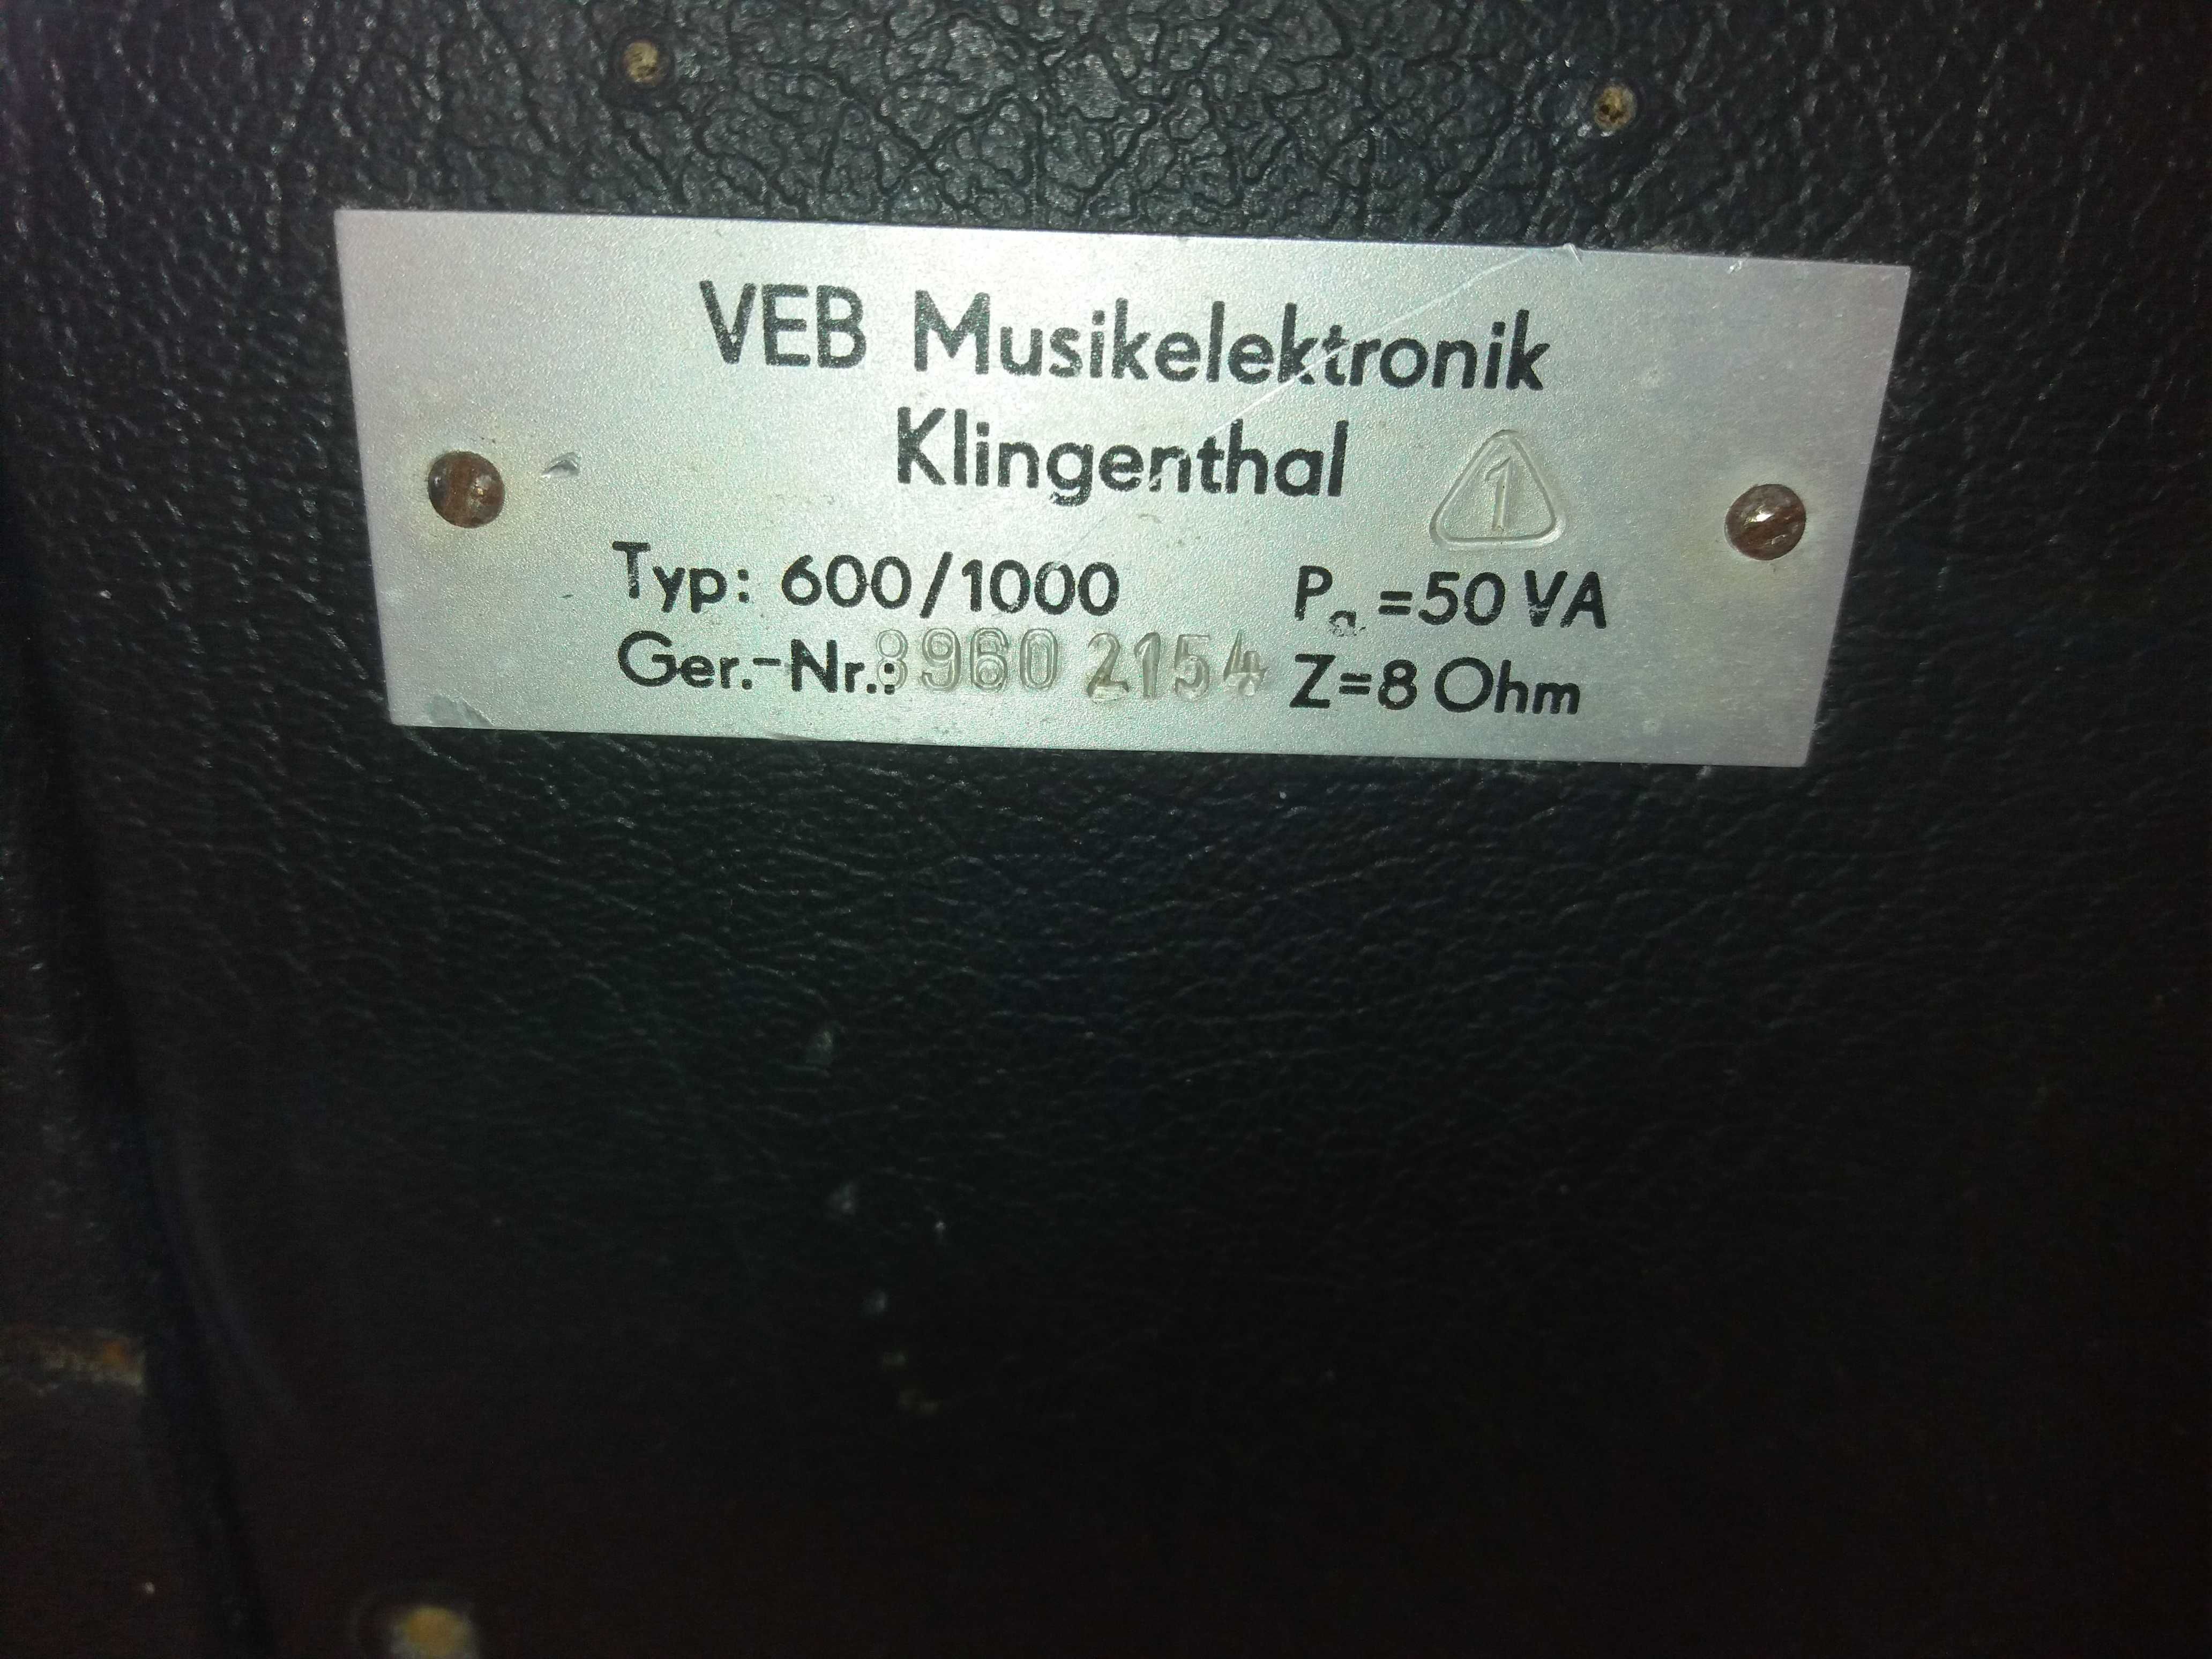 VEB Musikelektronik
Klingenthal
1
Typ: 600/1000 Pa =50 VA
Ger.-Nr.: 8960 2154 Z=8 Ohm